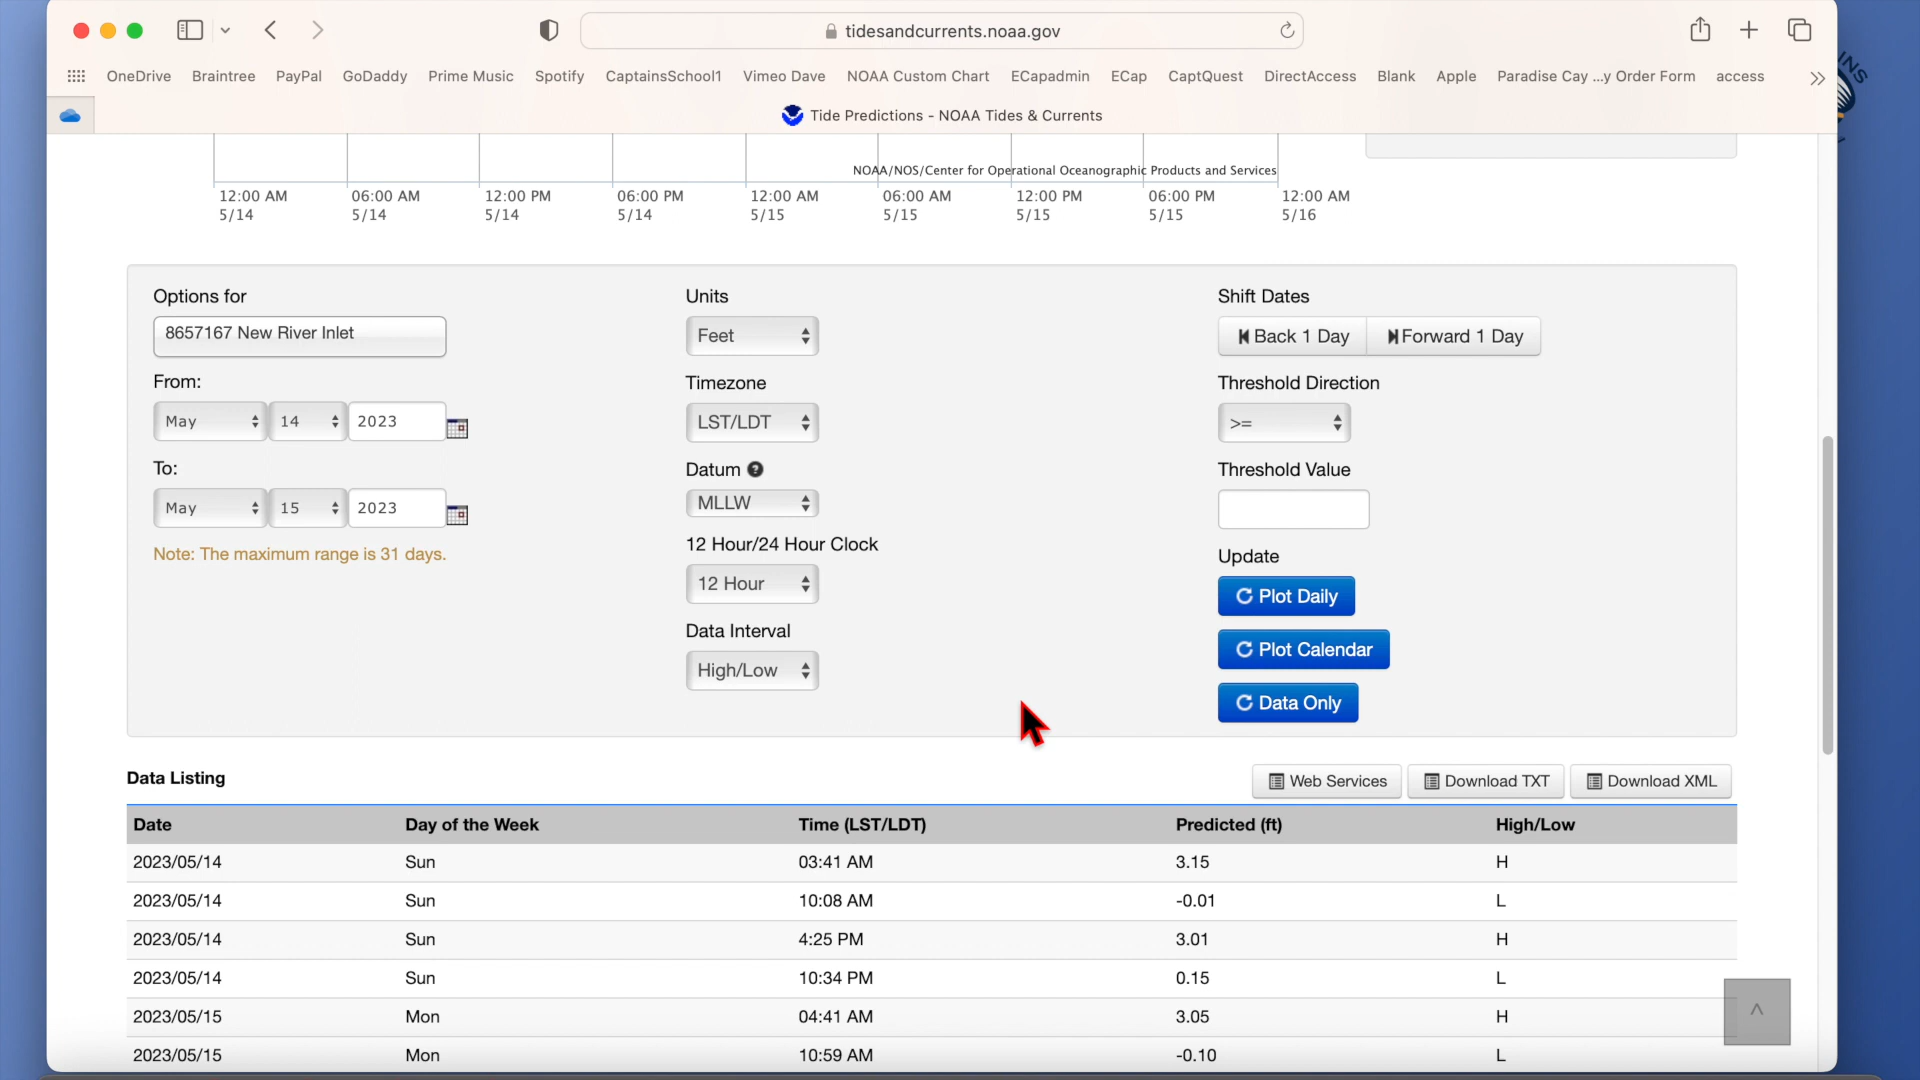 tidesandcurrents.noaa.gov
OneDrive Braintree PayPal GoDaddy Prime Music Spotify CaptainsSchool1 Vimeo Dave NOAA Custom Chart ECapadmin ECap CaptQuest DirectAccess Blank Apple Paradise Cay ...y Order Form access
Tide Predictions - NOAA Tides & Currents
NOAA/NOS/Center for Operational Oceanographic Products and Services
12:00 AM 06:00 AM 12:00 PM 06:00 PM 12:00 AM 06:00 AM 12:00 PM 06:00 PM 12:00 AM
5/14 5/14 5/14 5/14 5/15 5/15 5/15 5/15 5/16
Options for
8657167 New River Inlet
From:
May 14 2023
To:
May 15 2023
Note: The maximum range is 31 days.
Units
Feet
Timezone
LST/LDT
Datum ?
MLLW
12 Hour/24 Hour Clock
12 Hour
Data Interval
High/Low
Shift Dates
Back 1 Day Forward 1 Day
Threshold Direction
>=
Threshold Value
Update
Plot Daily
Plot Calendar
Data Only
Data Listing
Web Services Download TXT Download XML
Date Day of the Week Time (LST/LDT) Predicted (ft) High/Low
2023/05/14 Sun 03:41 AM 3.15 H
2023/05/14 Sun 10:08 AM -0.01 L
2023/05/14 Sun 4:25 PM 3.01 H
2023/05/14 Sun 10:34 PM 0.15 L
2023/05/15 Mon 04:41 AM 3.05 H
2023/05/15 Mon 10:59 AM -0.10 L